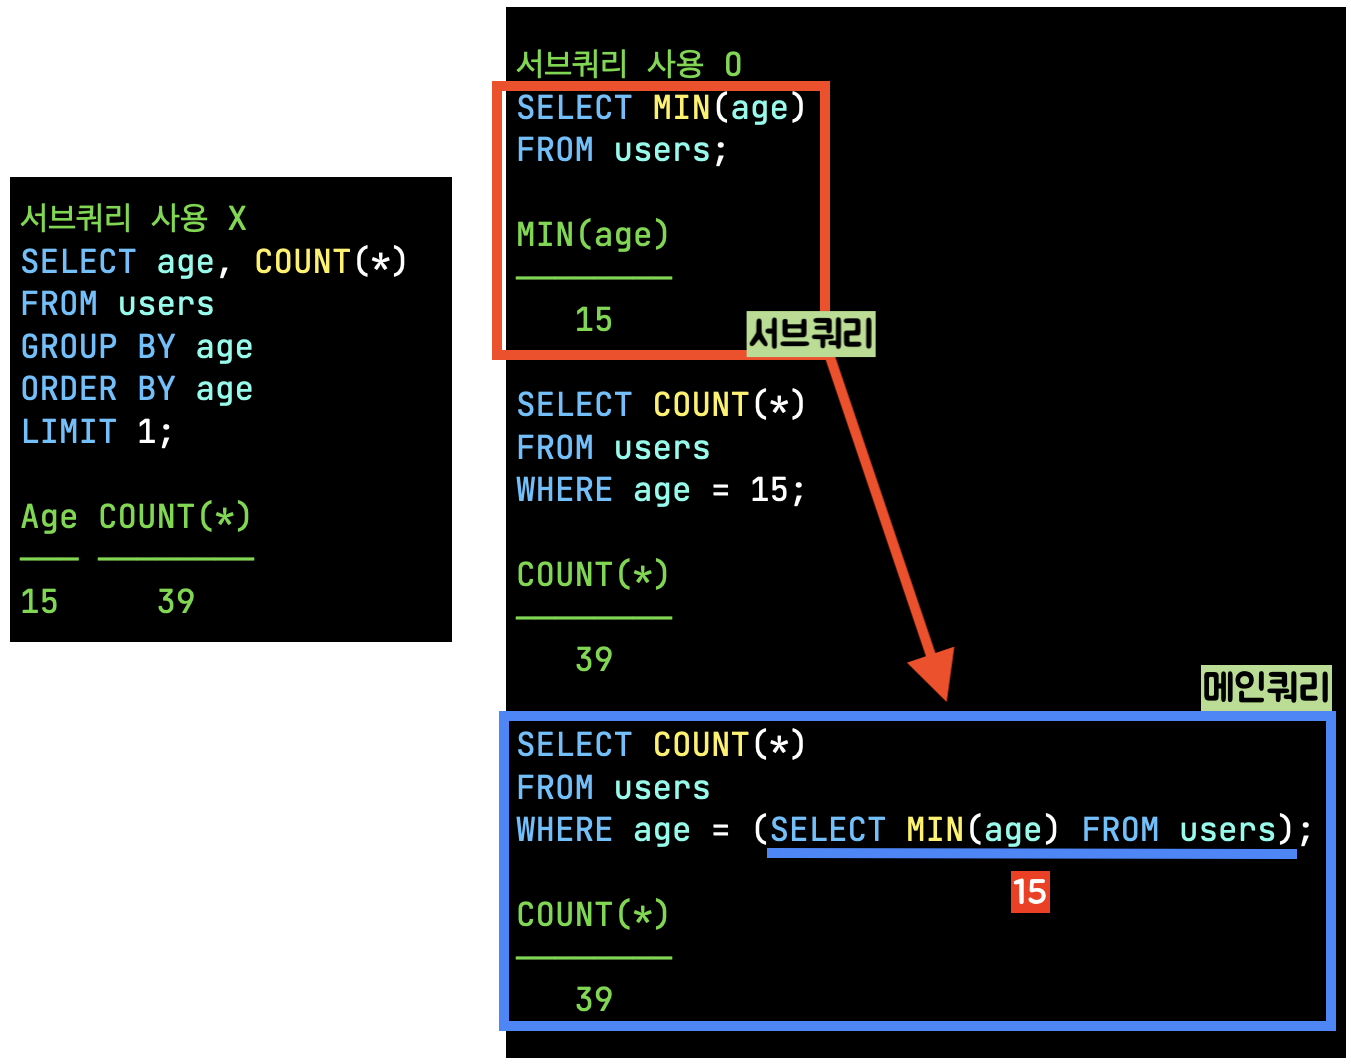 서브쿼리 사용 X
SELECT age, COUNT(*)
FROM users
GROUP BY age
ORDER BY age
LIMIT 1;
Age COUNT(*)
15 39
서브쿼리 사용 O
SELECT MIN(age)
FROM users;
MIN(age)
15
서브쿼리
SELECT COUNT(*)
FROM users
WHERE age = 15;
COUNT(*)
39
메인쿼리
SELECT COUNT(*)
FROM users
WHERE age = (SELECT MIN(age) FROM users);
15
COUNT(*)
39